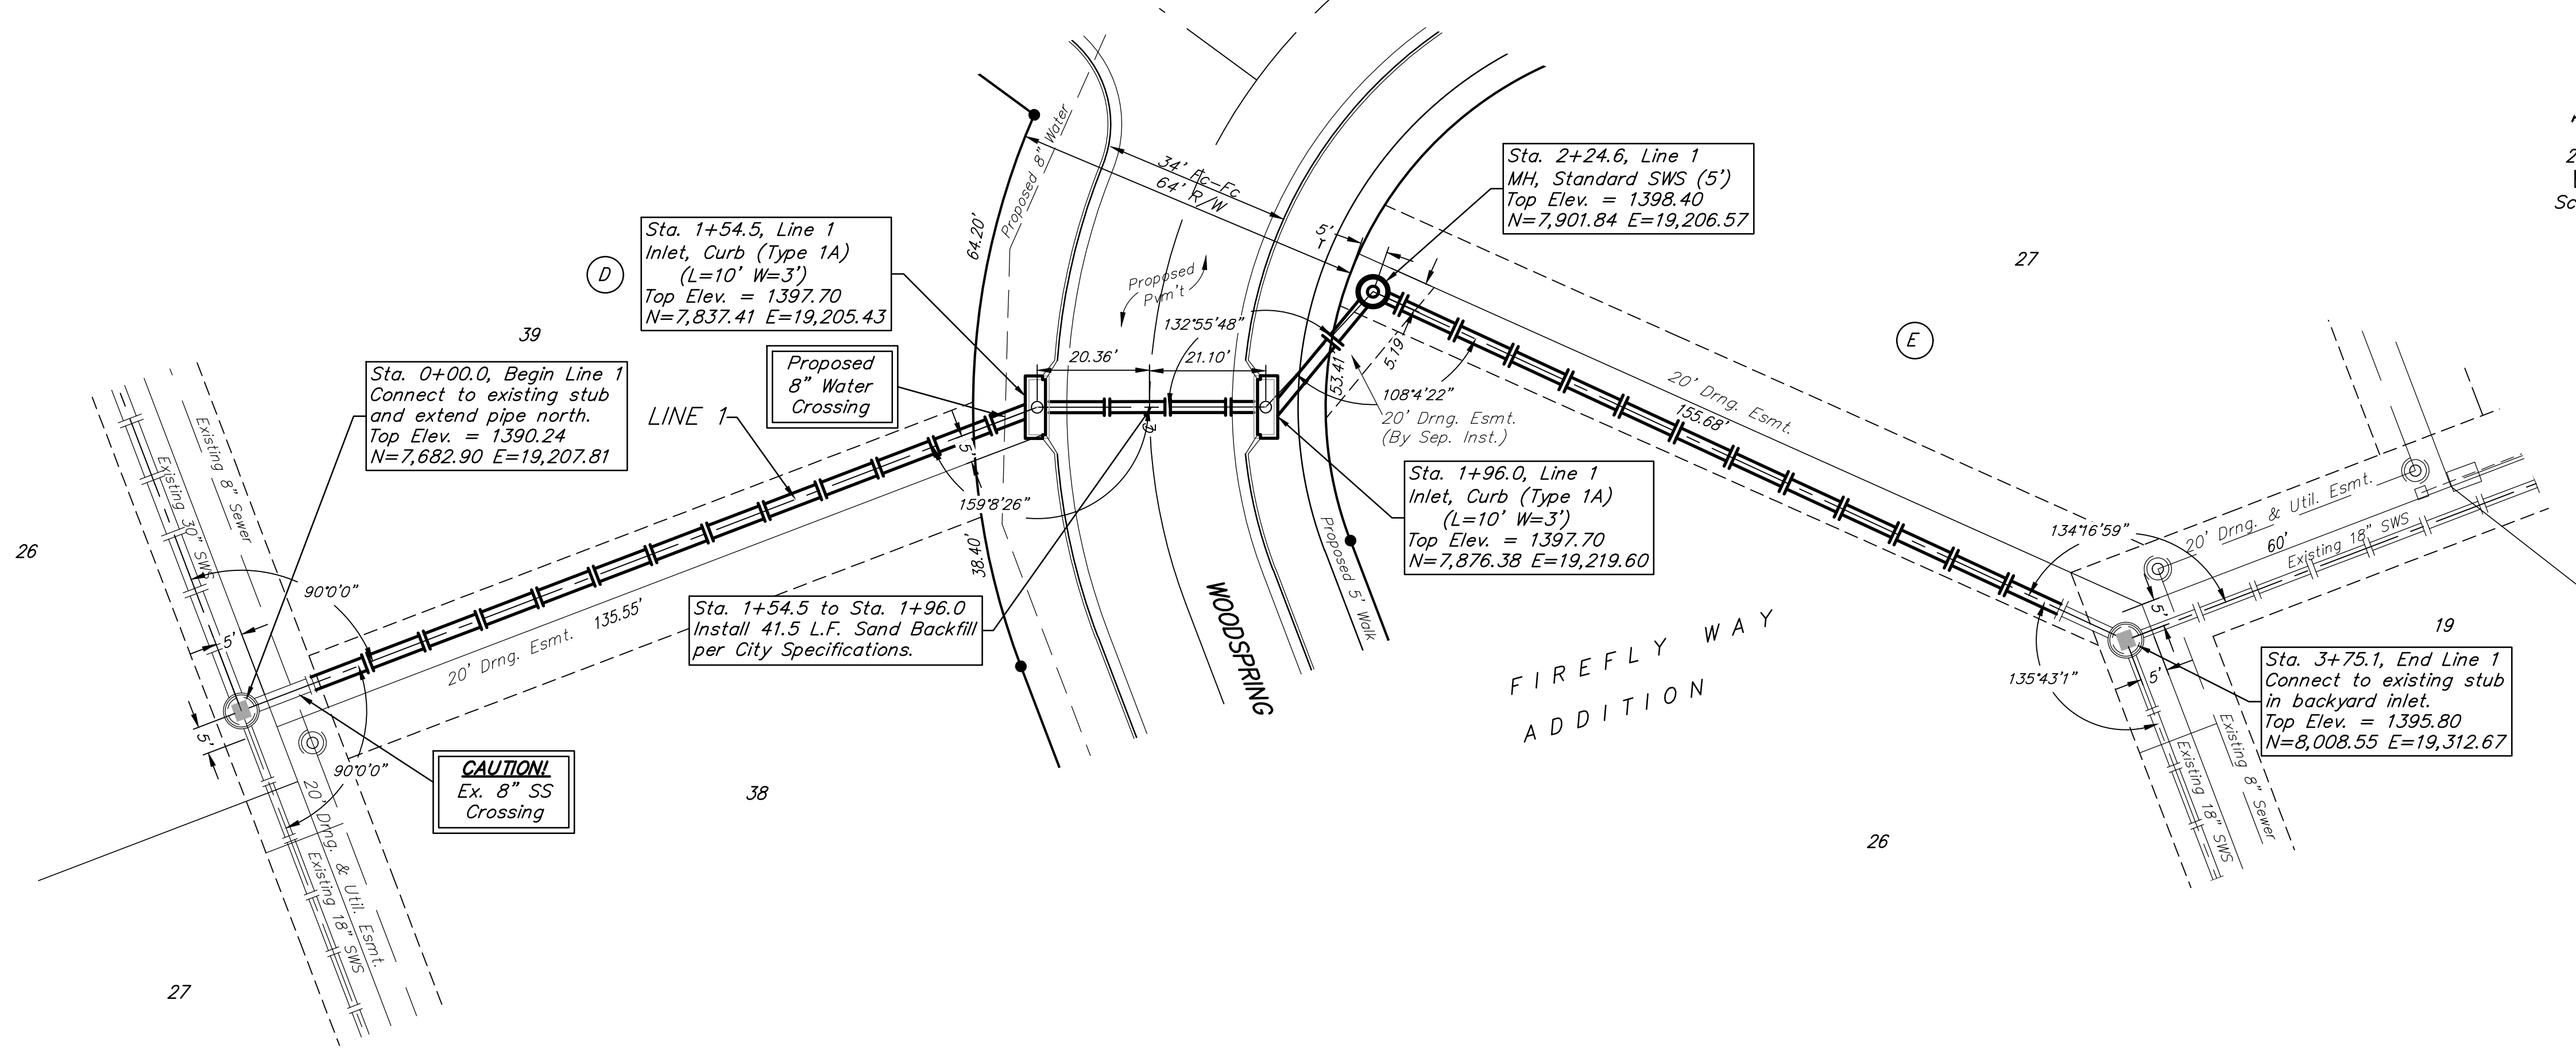 Sta. 0+00.0, Begin Line 1
Connect to existing stub
and extend pipe north.
Top Elev. = 1390.24
N=7,682.90 E=19,207.81
Sta. 1+54.5, Line 1
Inlet, Curb (Type 1A)
(L=10' W=3')
Top Elev. = 1397.70
N=7,837.41 E=19,205.43
D
39
Proposed
8" Water
Crossing
LINE 1
26
Existing 30" SWS
Existing 8" Sewer
90°0'0"
5'
5'
90°0'0"
20' Drng. & Util. Esmt.
Existing 18" SWS
27
CAUTION!
Ex. 8" SS
Crossing
20' Drng. Esmt.
135.55'
38
Sta. 1+54.5 to Sta. 1+96.0
Install 41.5 L.F. Sand Backfill
per City Specifications.
159°8'26"
5'
38.40'
64.20'
Proposed 8" Water
34' Fc-Fc
64' R/W
Proposed
Pvm't
20.36'
21.10'
132°55'48"
℄
WOODSPRING
5'
Sta. 2+24.6, Line 1
MH, Standard SWS (5')
Top Elev. = 1398.40
N=7,901.84 E=19,206.57
53.41'
5.19'
108°4'22"
20' Drng. Esmt.
(By Sep. Inst.)
Proposed 5' Walk
Sta. 1+96.0, Line 1
Inlet, Curb (Type 1A)
(L=10' W=3')
Top Elev. = 1397.70
N=7,876.38 E=19,219.60
20' Drng. Esmt.
155.68'
27
E
FIREFLY WAY
ADDITION
26
134°16'59"
135°43'1"
20' Drng. & Util. Esmt.
60'
Existing 18" SWS
5'
5'
19
Sta. 3+75.1, End Line 1
Connect to existing stub
in backyard inlet.
Top Elev. = 1395.80
N=8,008.55 E=19,312.67
Existing 18" SWS
Existing 8" Sewer